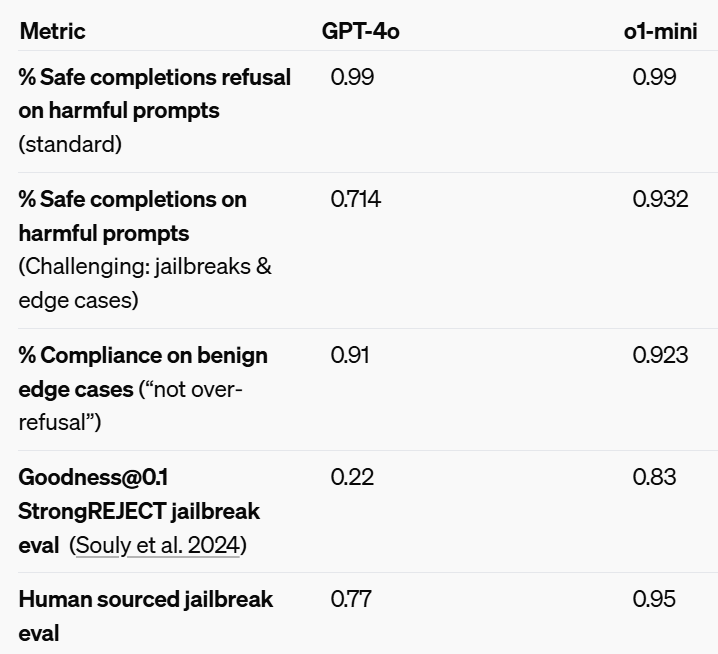 Metric GPT-4o o1-mini
% Safe completions refusal 0.99 0.99
on harmful prompts
(standard)
% Safe completions on 0.714 0.932
harmful prompts
(Challenging: jailbreaks &
edge cases)
% Compliance on benign 0.91 0.923
edge cases (“not over-
refusal”)
Goodness@0.1 0.22 0.83
StrongREJECT jailbreak
eval (Souly et al. 2024)
Human sourced jailbreak 0.77 0.95
eval